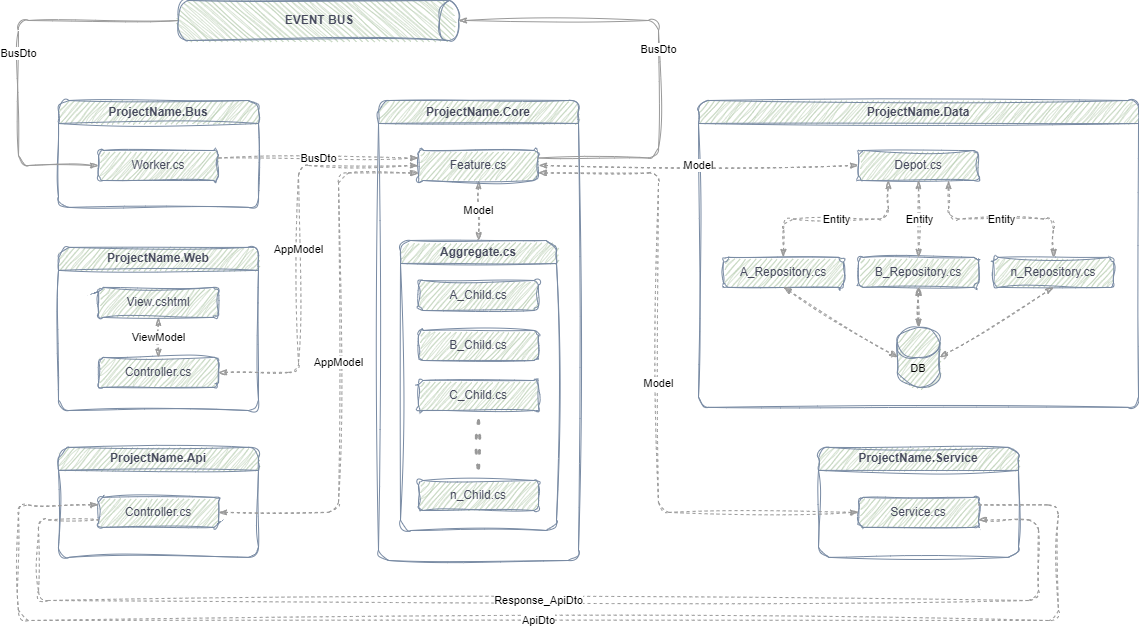 EVENT BUS
BusDto
BusDto
ProjectName.Bus
Worker.cs
BusDto
ProjectName.Core
Feature.cs
Model
Aggregate.cs
A_Child.cs
B_Child.cs
C_Child.cs
n_Child.cs
ProjectName.Data
Model
Depot.cs
Entity
Entity
Entity
A_Repository.cs
B_Repository.cs
n_Repository.cs
DB
ProjectName.Web
View.cshtml
ViewModel
Controller.cs
AppModel
AppModel
Model
ProjectName.Api
Controller.cs
ProjectName.Service
Service.cs
Response_ApiDto
ApiDto